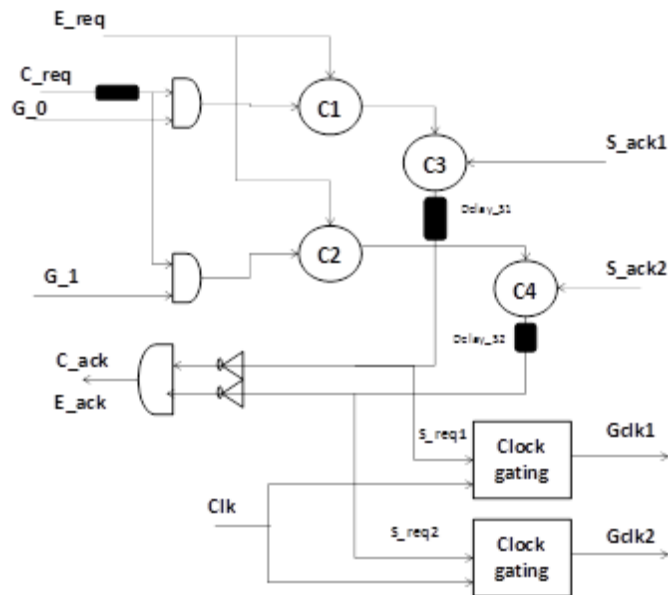 E_req
C_req
G_0
C1
S_ack1
C3
Delay_S1
C2
G_1
S_ack2
C4
Delay_S2
C_ack
E_ack
S_req1
Clock
gating
Gclk1
Clk
S_req2
Clock
gating
Gclk2